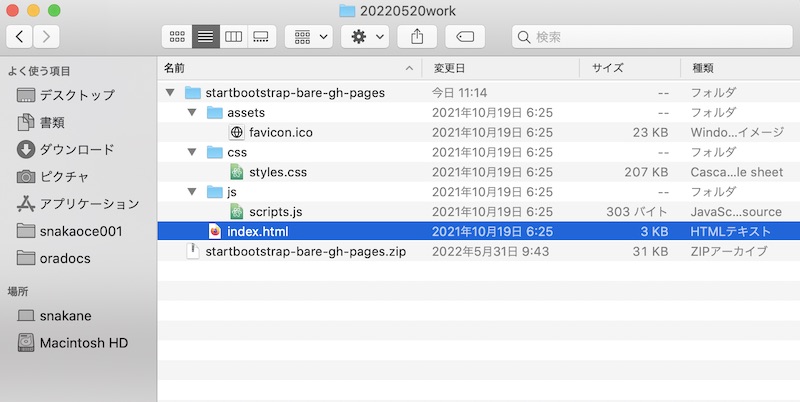 20220520work
検索
よく使う項目
デスクトップ
書類
ダウンロード
ピクチャ
アプリケーション
snakaoce001
oradocs
場所
snakane
Macintosh HD
名前 変更日 サイズ 種類
startbootstrap-bare-gh-pages 今日 11:14 -- フォルダ
assets 2021年10月19日 6:25 -- フォルダ
favicon.ico 2021年10月19日 6:25 23 KB Windo...イメージ
css 2021年10月19日 6:25 -- フォルダ
styles.css 2021年10月19日 6:25 207 KB Casca...le sheet
js 2021年10月19日 6:25 -- フォルダ
scripts.js 2021年10月19日 6:25 303 バイト JavaSc...source
index.html 2021年10月19日 6:25 3 KB HTMLテキスト
startbootstrap-bare-gh-pages.zip 2022年5月31日 9:43 31 KB ZIPアーカイブ